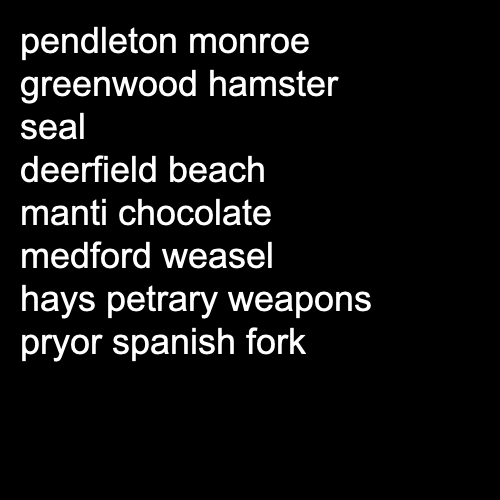 pendleton monroe
greenwood hamster
seal
deerfield beach
manti chocolate
medford weasel
hays petrary weapons
pryor spanish fork